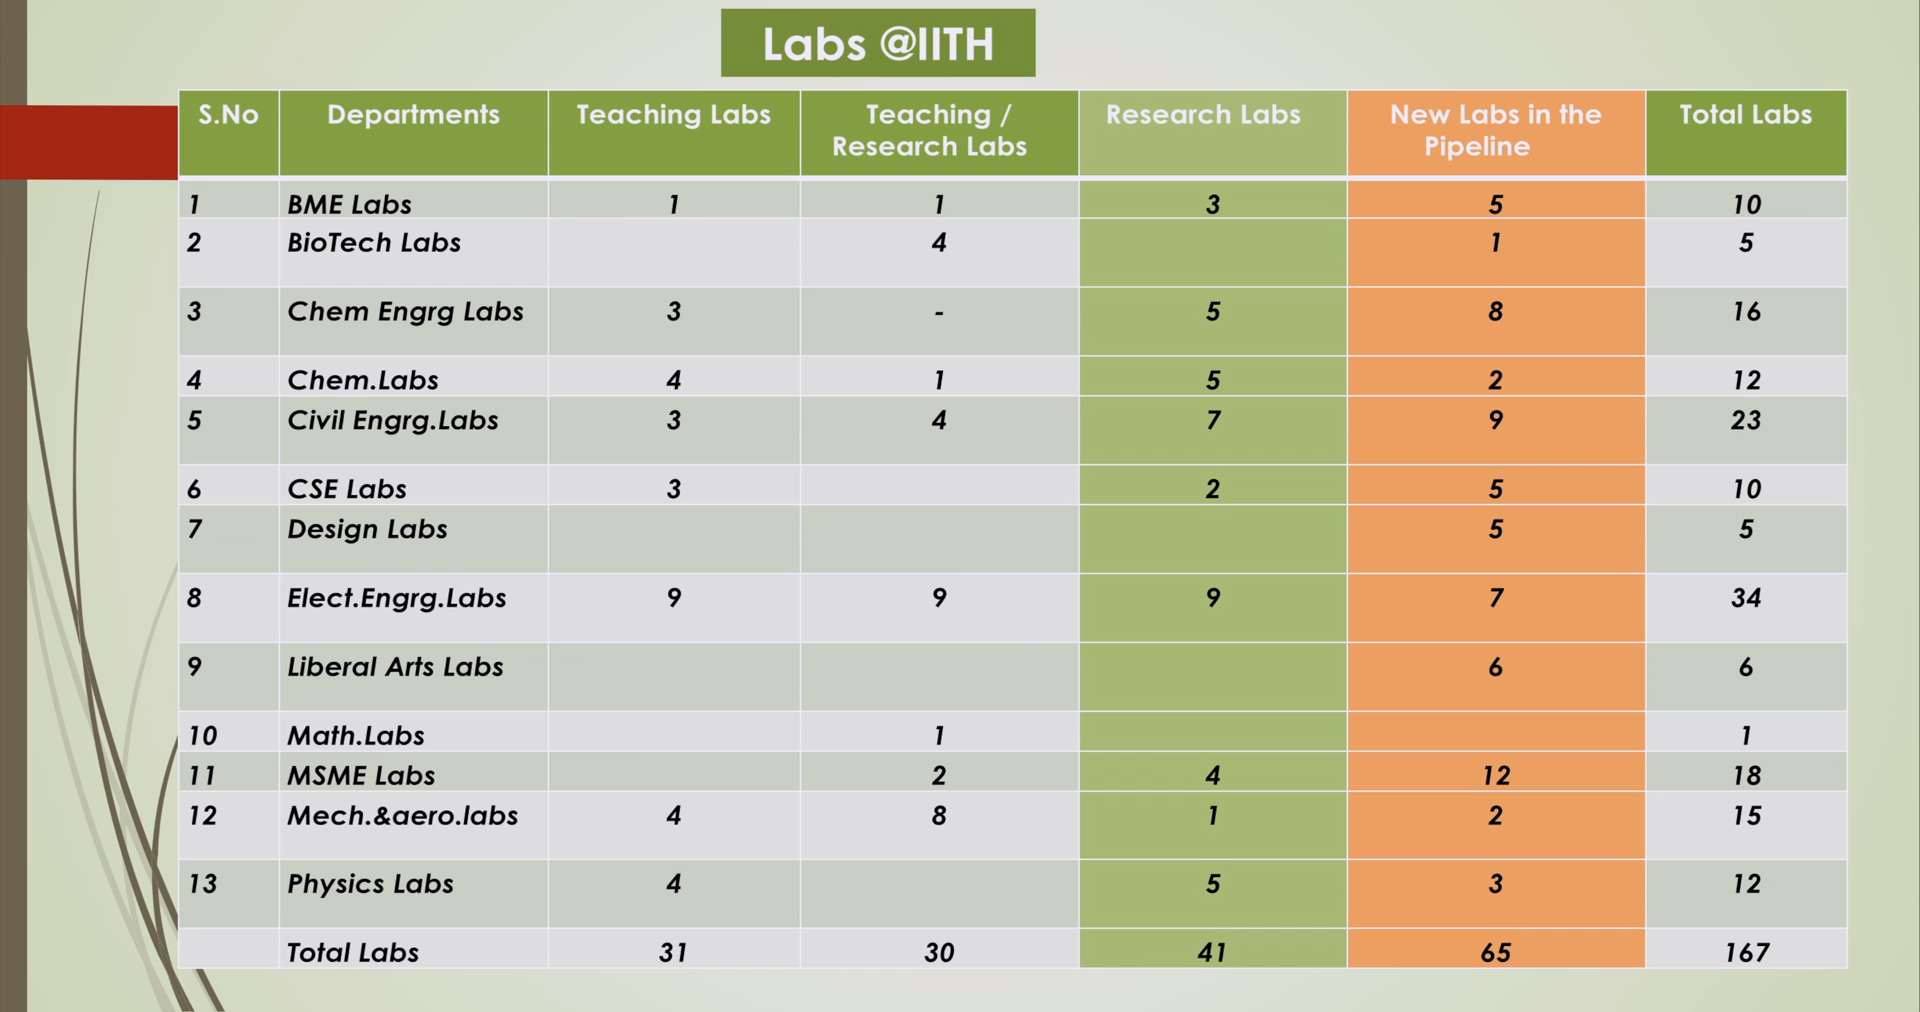 Labs @IITH
S.No Departments Teaching Labs Teaching / Research Labs New Labs in the Total Labs
Research Labs Pipeline
1 BME Labs 1 1 3 5 10
2 BioTech Labs 4 1 5
3 Chem Engrg Labs 3 - 5 8 16
4 Chem.Labs 4 1 5 2 12
5 Civil Engrg.Labs 3 4 7 9 23
6 CSE Labs 3 2 5 10
7 Design Labs 5 5
8 Elect.Engrg.Labs 9 9 9 7 34
9 Liberal Arts Labs 6 6
10 Math.Labs 1 1
11 MSME Labs 2 4 12 18
12 Mech.&aero.labs 4 8 1 2 15
13 Physics Labs 4 5 3 12
Total Labs 31 30 41 65 167